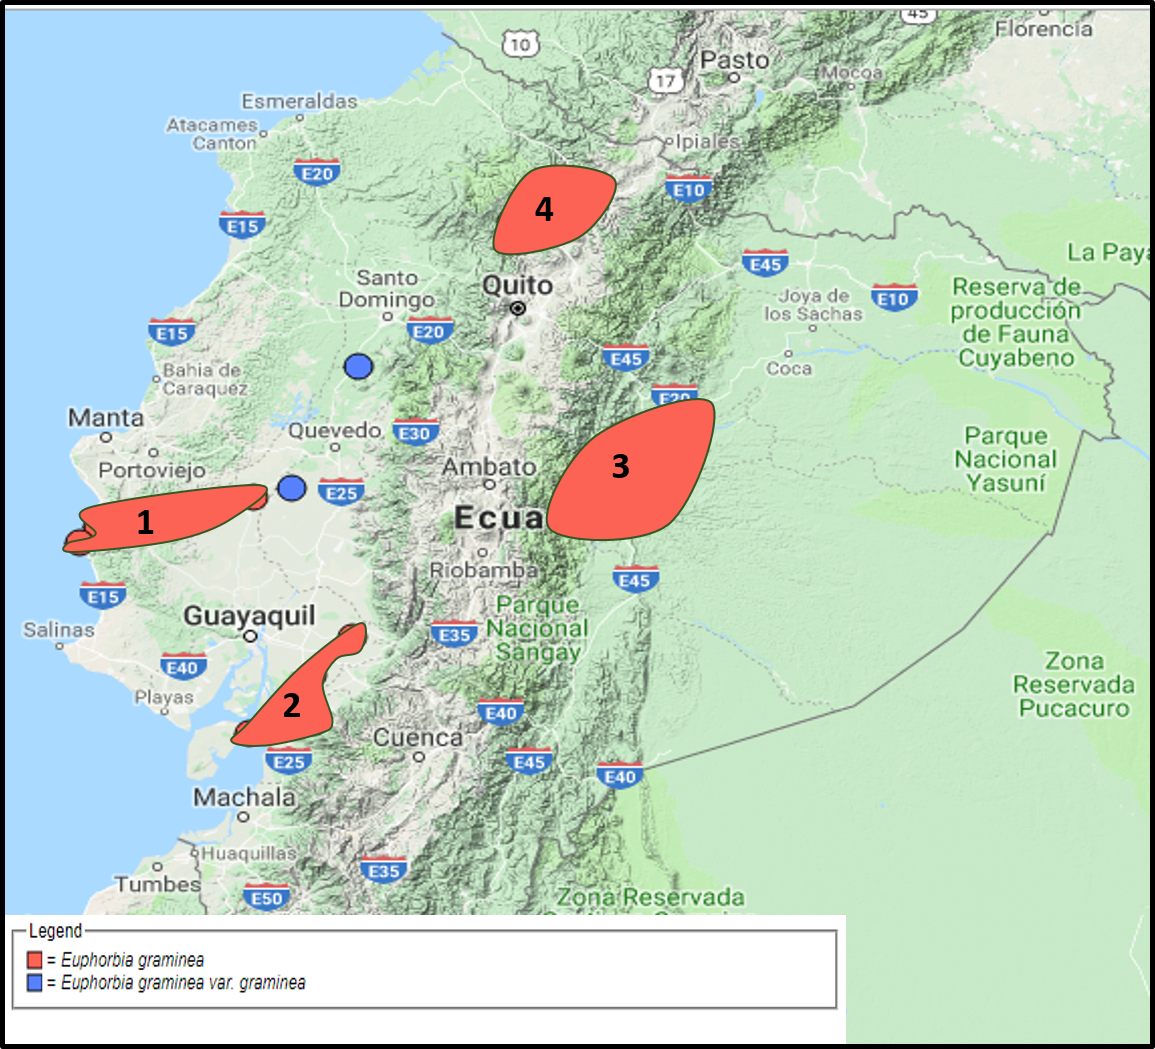 45
Florencia
10
Pasto
17
Mocoa
Esmeraldas
Atacames
Canton
Ipiales
E20
E10
4
E15
La Paya
E45
Quito
Santo
Domingo
Joya de
los Sachas
E10
Reserva de
producción
de Fauna
Cuyabeno
E15
E20
E45
Bahia de
Caraquez
Coca
E20
Manta
Quevedo
E30
Portoviejo
Ambato
3
Parque
Nacional
Yasuní
E25
1
Ecua
Riobamba
E45
E15
Parque
Nacional
Sangay
Guayaquil
Salinas
E35
E40
Zona
Reservada
Pucacuro
Playas
2
E40
Cuenca
E25
E45
E40
Machala
Huaquillas
Tumbes
E35
E50
Zona Reservada
Legend
= Euphorbia graminea
= Euphorbia graminea var. graminea